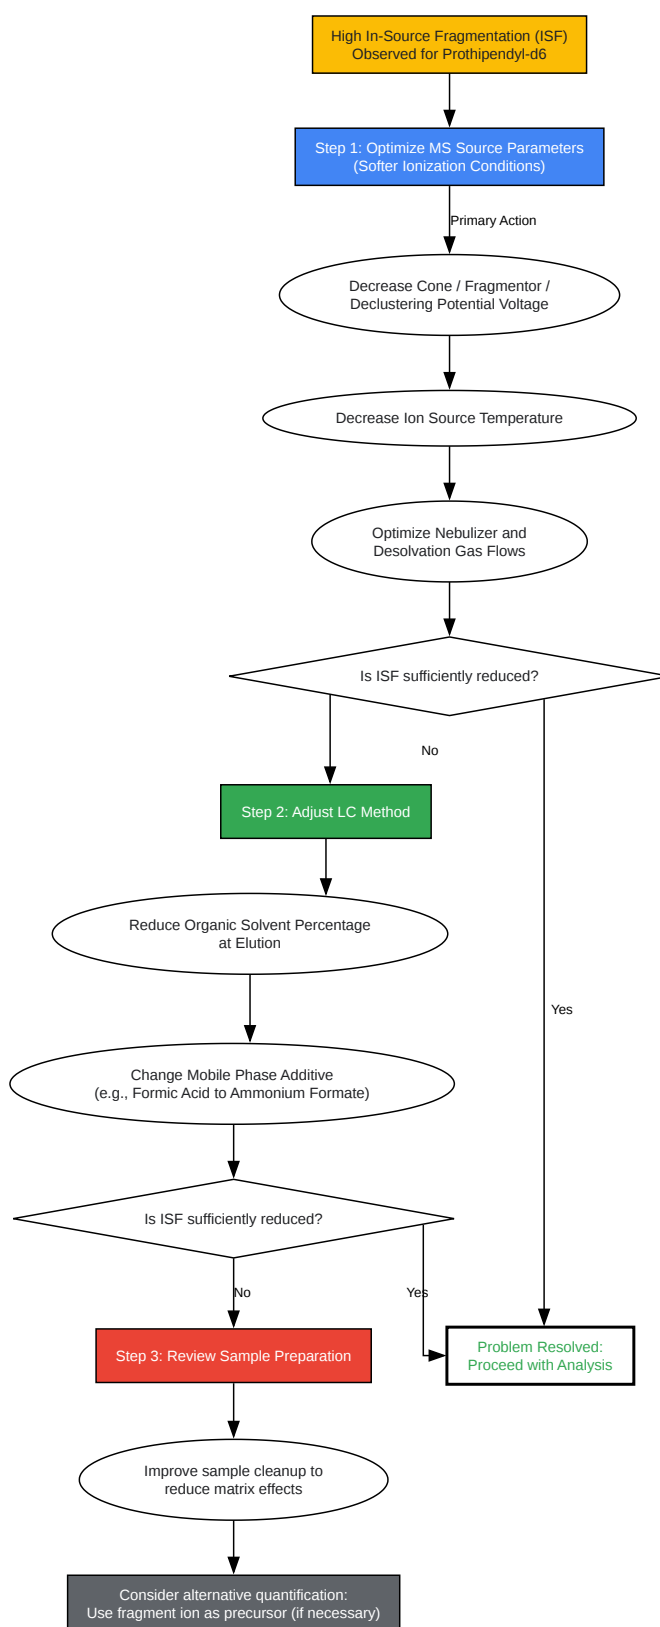 High In-Source Fragmentation (ISF)
Observed for Prothipendyl-d6
Step 1: Optimize MS Source Parameters
(Softer Ionization Conditions)
Primary Action
Decrease Cone / Fragmentor /
Declustering Potential Voltage
Decrease Ion Source Temperature
Optimize Nebulizer and
Desolvation Gas Flows
Is ISF sufficiently reduced?
No
Step 2: Adjust LC Method
Reduce Organic Solvent Percentage
at Elution
Yes
Change Mobile Phase Additive
(e.g., Formic Acid to Ammonium Formate)
Is ISF sufficiently reduced?
No
Yes
Step 3: Review Sample Preparation
Problem Resolved:
Proceed with Analysis
Improve sample cleanup to
reduce matrix effects
Consider alternative quantification:
Use fragment ion as precursor (if necessary)